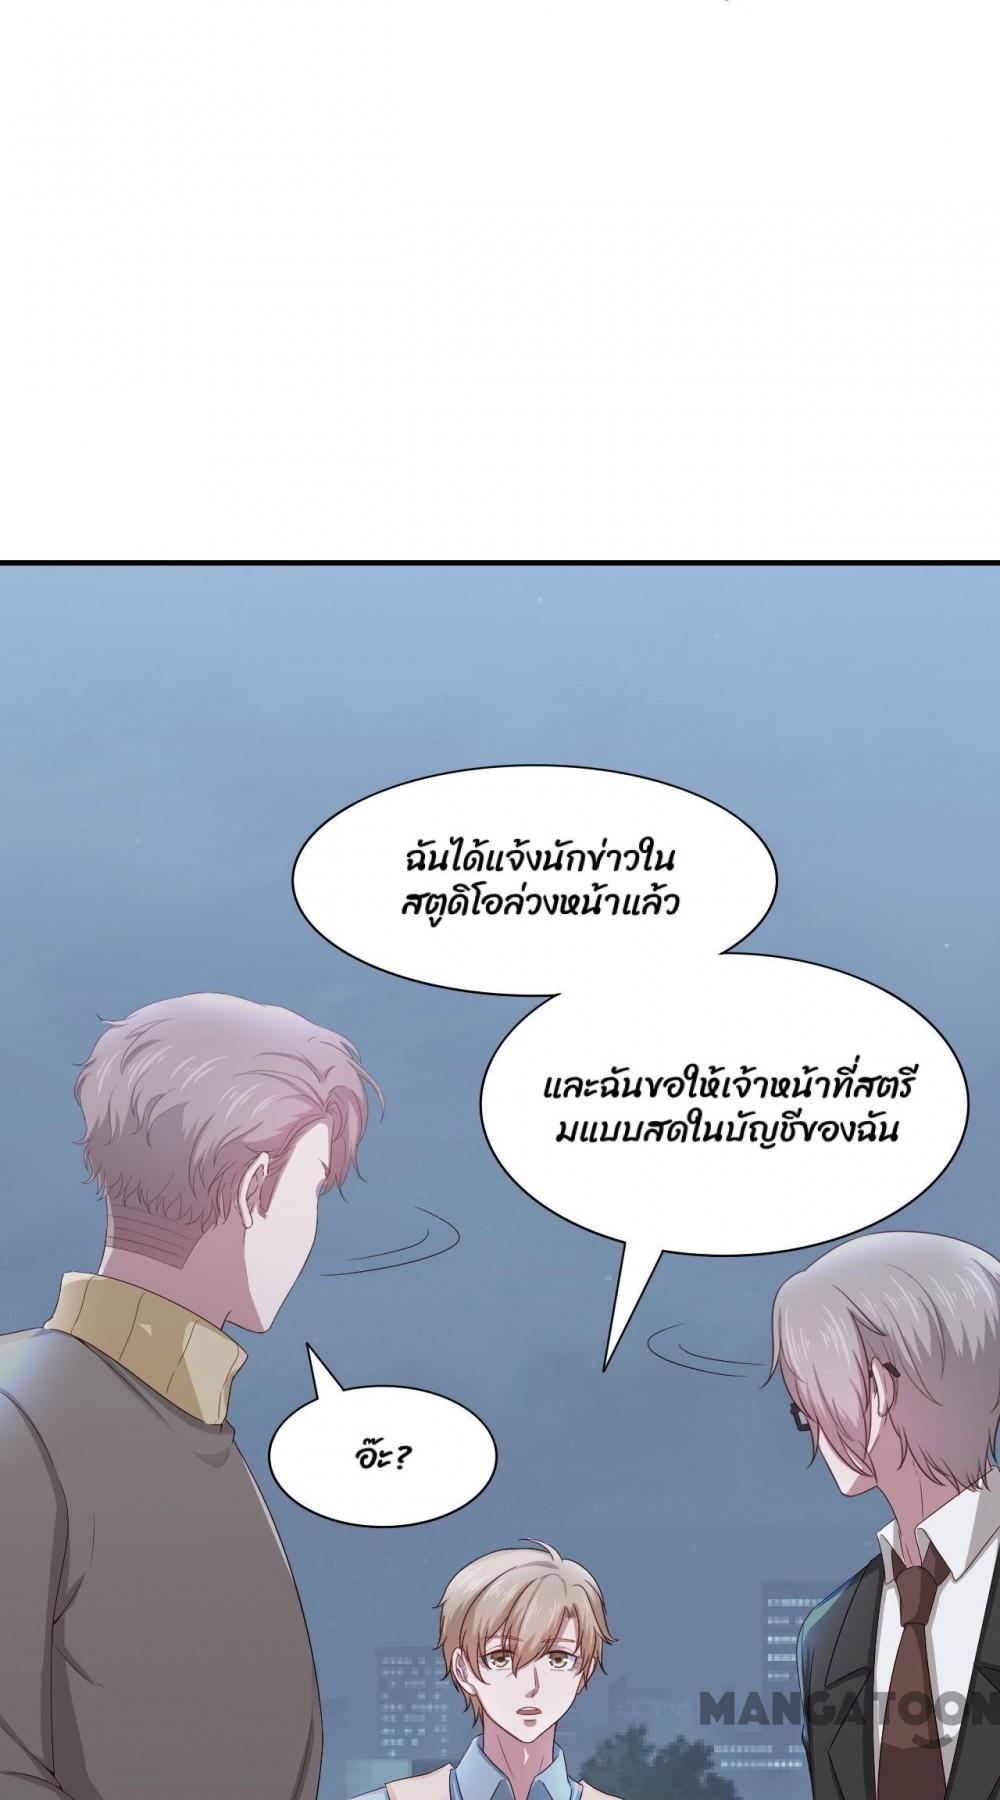 ฉันได้แจ้งนักข่าวใน
สตูดิโอล่วงหน้าแล้ว
และฉันขอให้เจ้าหน้าที่สตรี
มแบบสดในบัญชีของฉัน
อ๊ะ?
MANGATOON